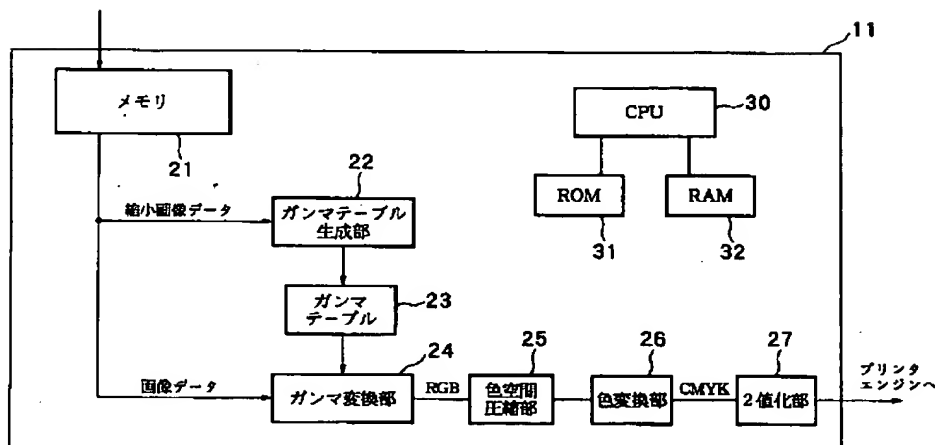 11
メモリ
21
CPU
30
ROM
31
RAM
32
縮小画像データ
22
ガンマテーブル
生成部
ガンマ
テーブル
23
画像データ
24
ガンマ変換部
RGB
25
色空間
圧縮部
26
色変換部
CMYK
27
2値化部
プリンタ
エンジンへ